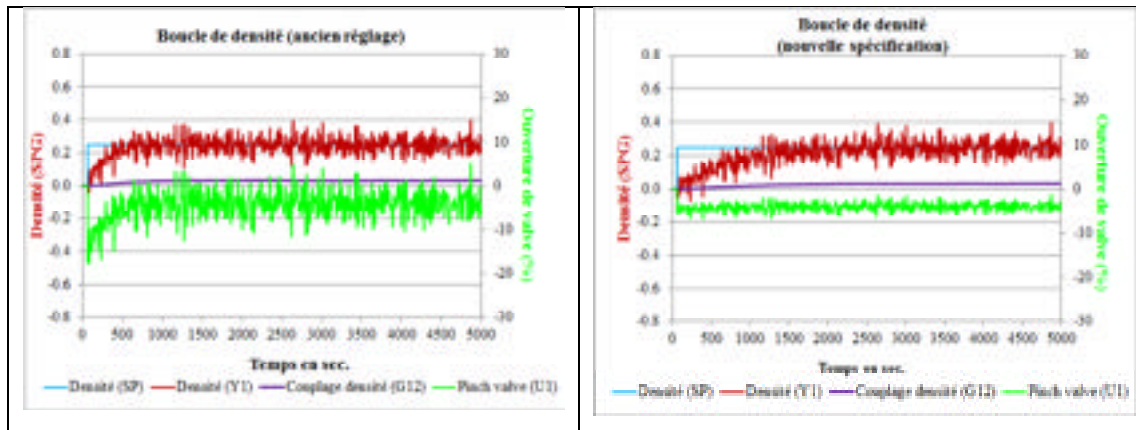 Boucle de densité (ancien réglage)
0.8
0.6
0.4
0.2
0.0
-0.2
-0.4
-0.6
-0.8
Densité (SPG)
30
20
10
0
-10
-20
-30
Ouverture de valve (%)
0 500 1000 1500 2000 2500 3000 3500 4000 4500 5000
Temps en sec.
Densité (SP) Densité (Y1) Couplage densité (G12) Pinch valve (U1)
Boucle de densité
(nouvelle spécification)
0.8
0.6
0.4
0.2
0.0
-0.2
-0.4
-0.6
-0.8
Densité (SPG)
30
20
10
0
-10
-20
-30
Ouverture de valve (%)
0 500 1000 1500 2000 2500 3000 3500 4000 4500 5000
Temps en sec.
Densité (SP) Densité (Y1) Couplage densité (G12) Pinch valve (U1)